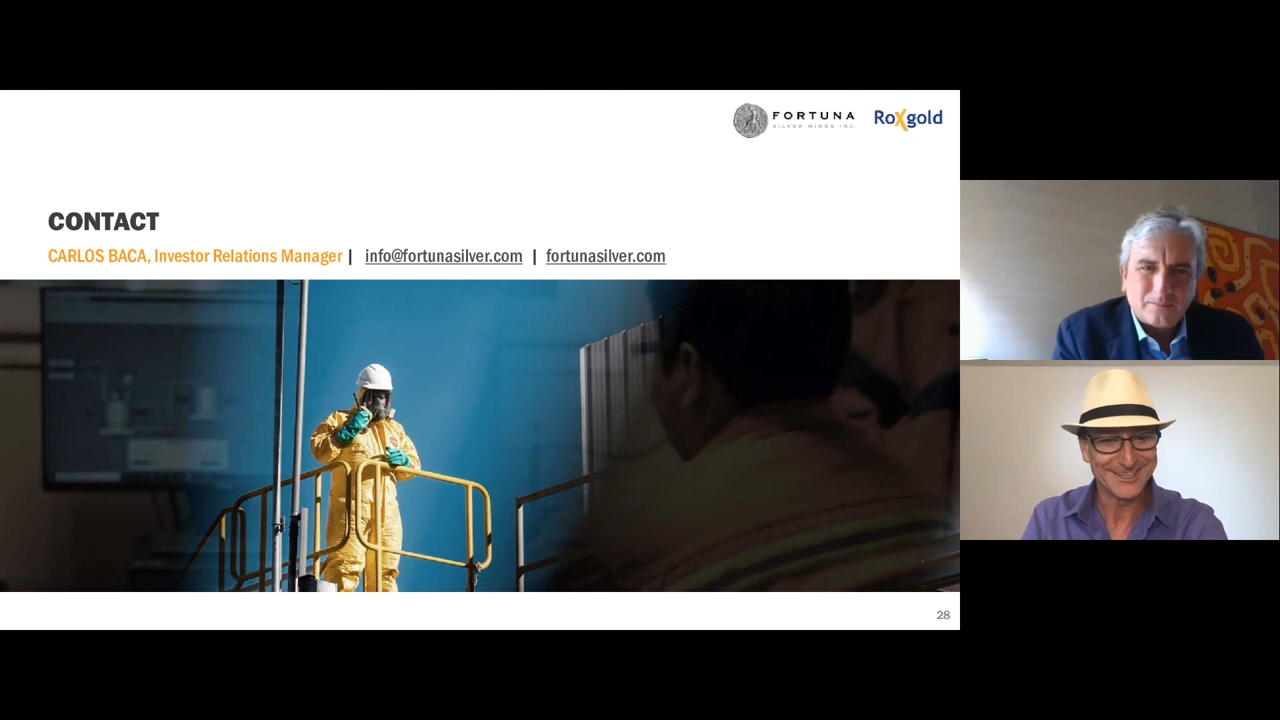 FORTUNA
SILVER MINES INC.
Roxgold
CONTACT
CARLOS BACA, Investor Relations Manager | info@fortunasilver.com | fortunasilver.com
28